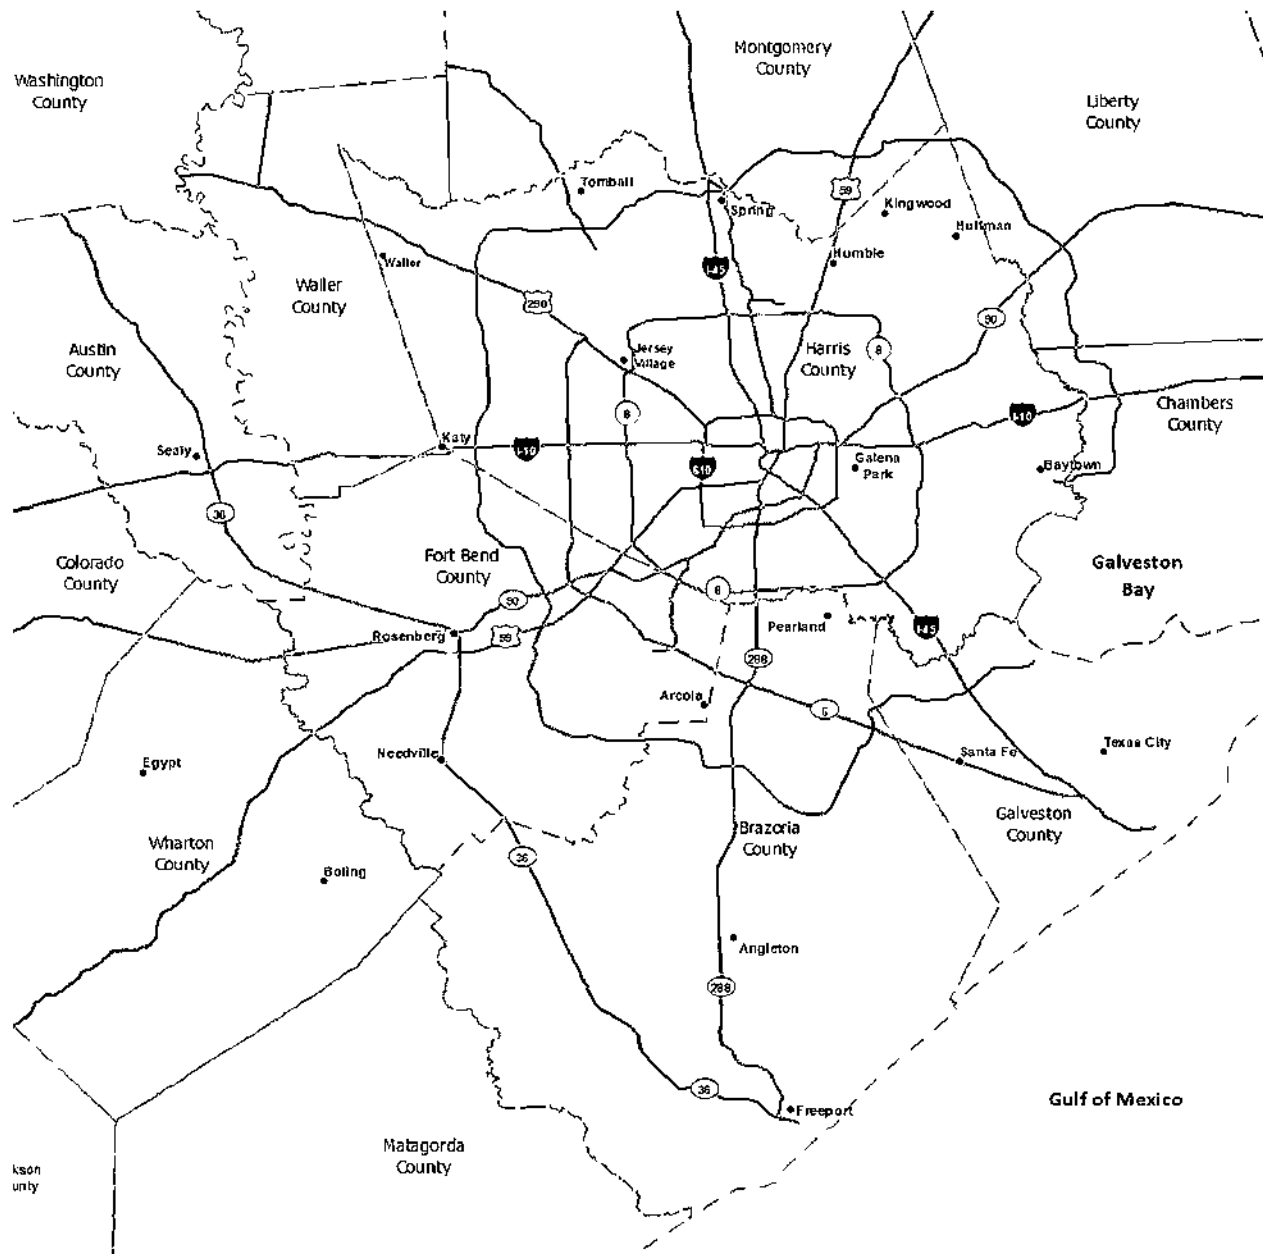 Montgomery
County
Washington
County
Liberty
County
Tomball
59
Spring
Kingwood
Huffman
Waller
Humble
I-45
Waller
County
290
90
Austin
County
Jersey
Village
Harris
County
8
8
I-10
Chambers
County
Katy
Sealy
I-10
610
Galena
Park
Baytown
36
Colorado
County
Fort Bend
County
Galveston
Bay
90
8
Rosenberg
59
Pearland
I-45
288
Arcola
6
Needville
Santa Fe
Texas City
Egypt
Galveston
County
Wharton
County
Brazoria
County
36
Boling
Angleton
288
36
Freeport
Gulf of Mexico
Matagorda
County
kson
unty